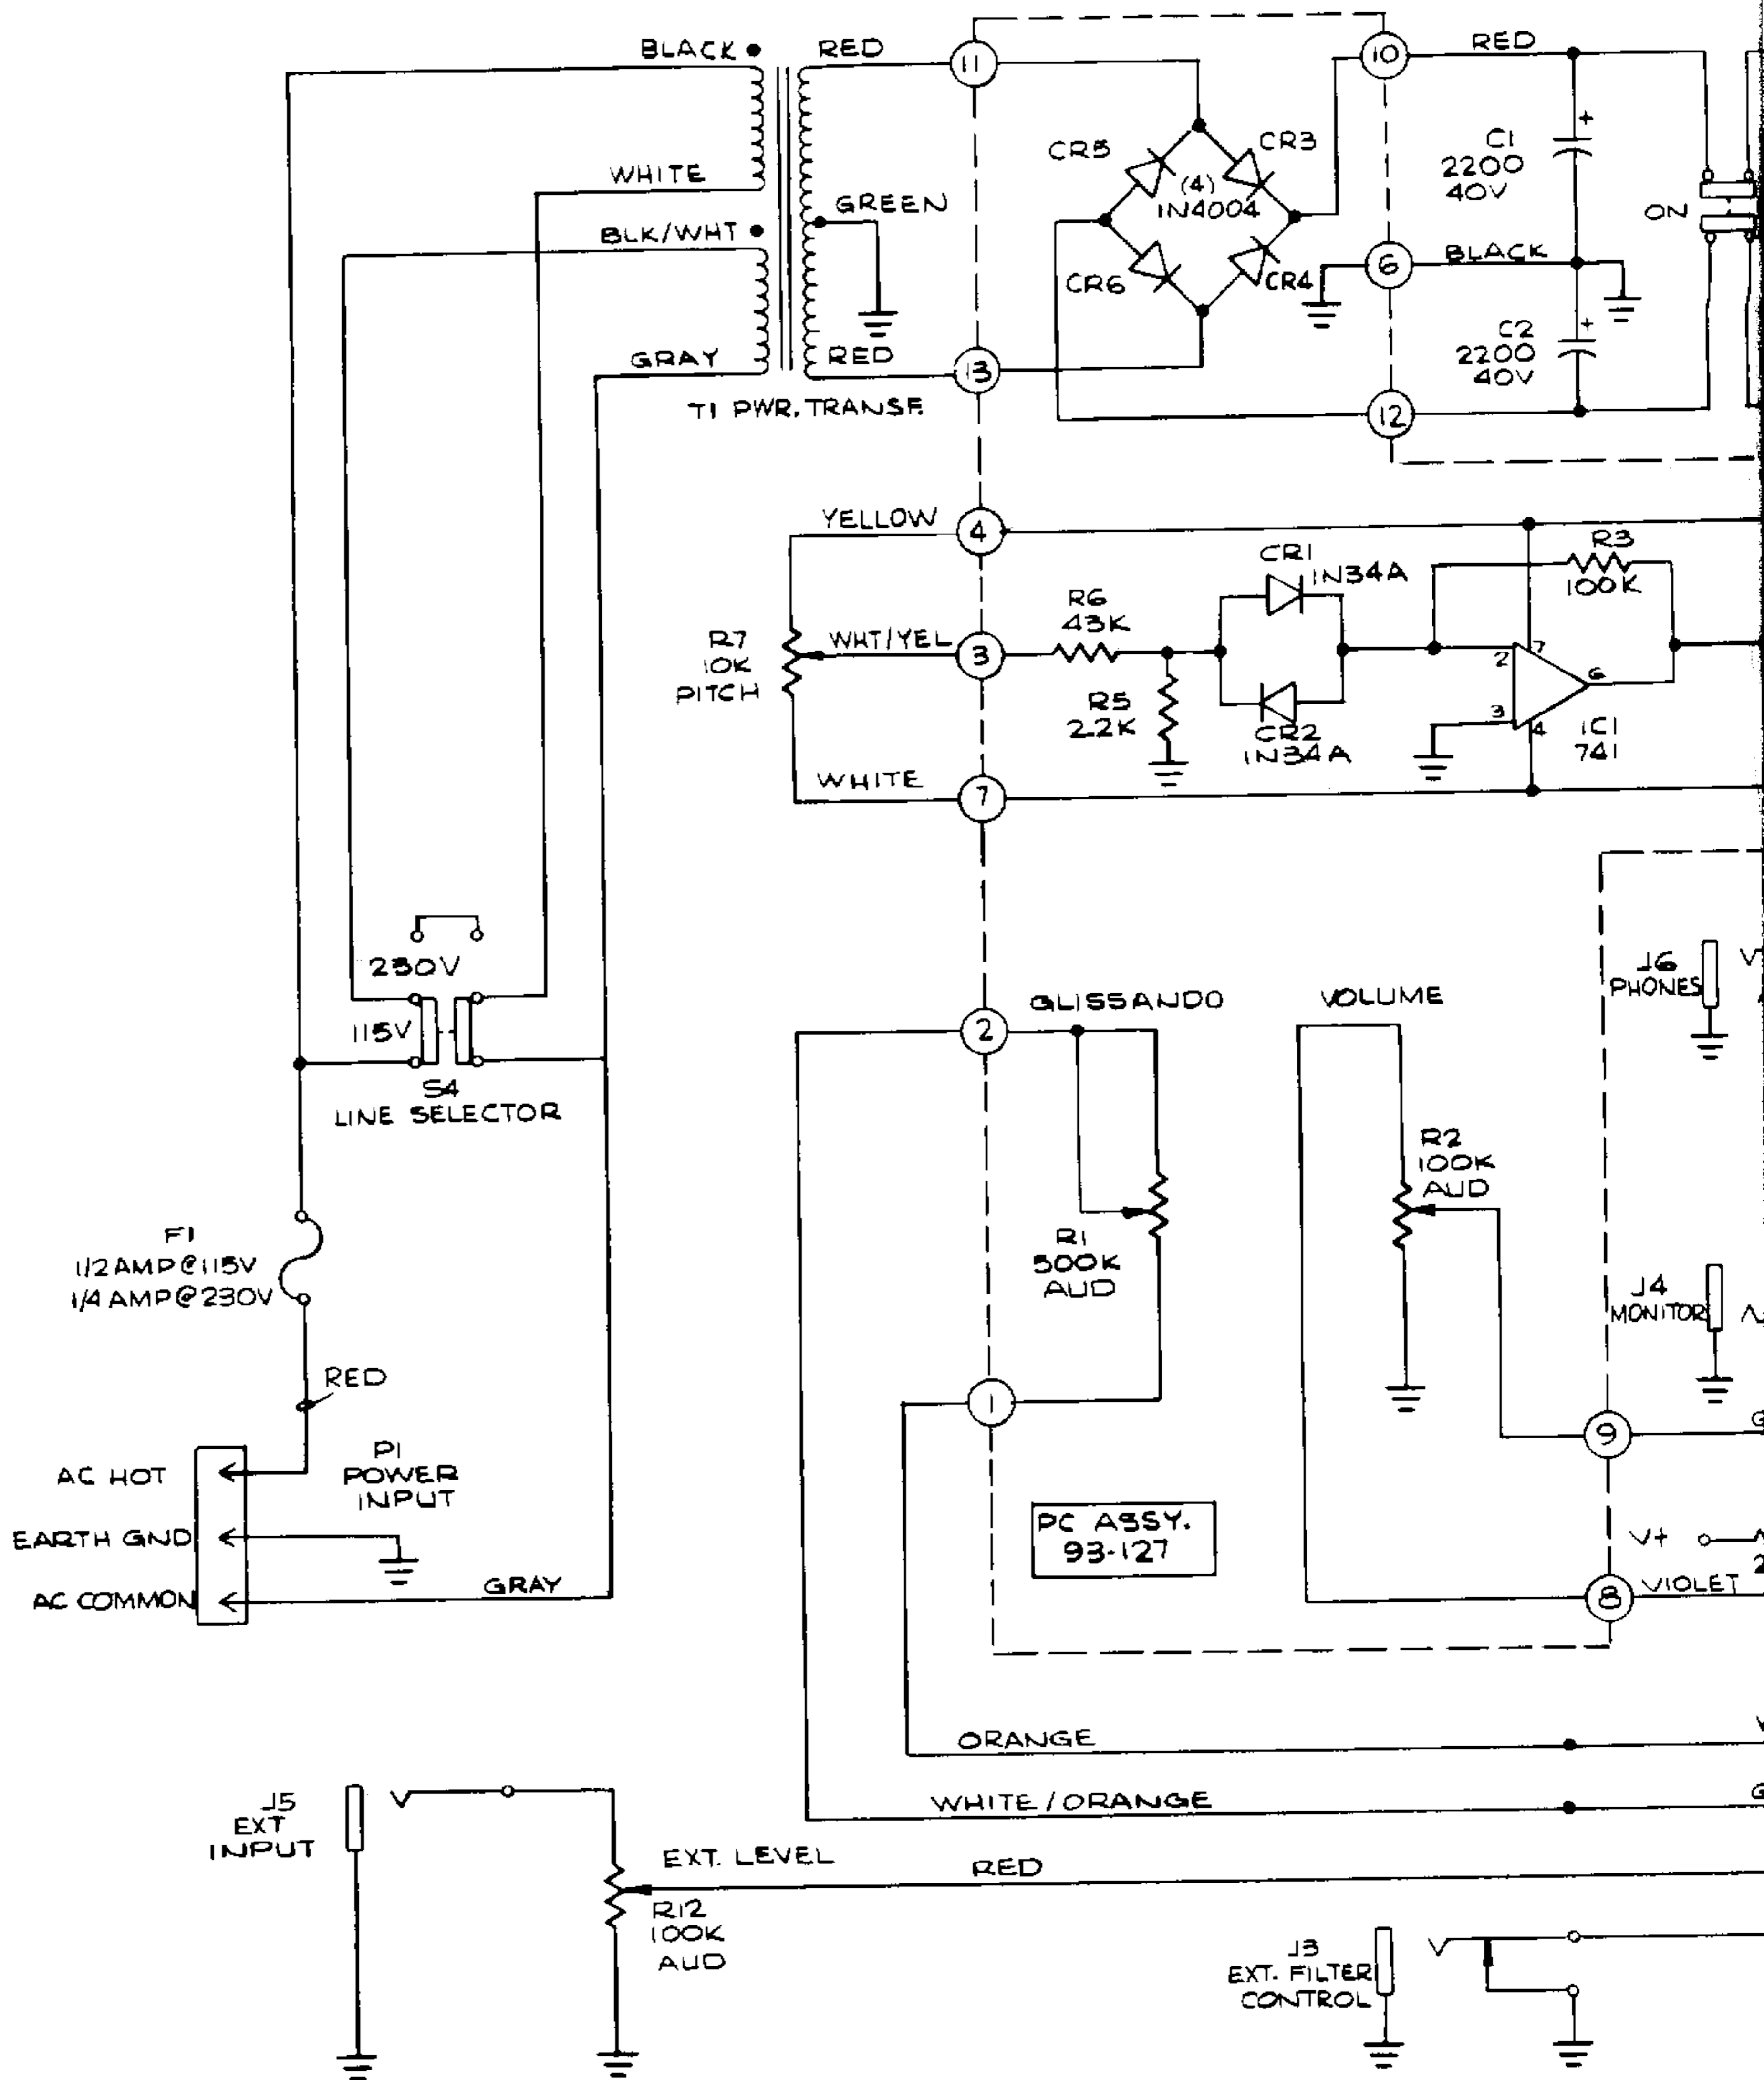 BLACK
RED
11
10
RED
CR5
CR3
(4)
1N4004
C1
2200
40V
+
ON
WHITE
GREEN
BLK/WHT
6
BLACK
CR6
CR4
C2
2200
40V
+
GRAY
RED
13
12
T1 PWR. TRANSF.
YELLOW
4
CR1
1N34A
R3
100K
R6
43K
R7
10K
PITCH
WHT/YEL
3
R5
2.2K
CR2
1N34A
2
7
6
3
4
IC1
741
WHITE
7
230V
115V
S4
LINE SELECTOR
2
GLISSANDO
VOLUME
J6
PHONES
R2
100K
AUD
R1
500K
AUD
F1
1/2 AMP @ 115V
1/4 AMP @ 230V
J4
MONITOR
RED
1
9
AC HOT
P1
POWER
INPUT
EARTH GND
AC COMMON
GRAY
PC ASSY.
93-127
V+
2
8
VIOLET
ORANGE
WHITE / ORANGE
J5
EXT
INPUT
EXT. LEVEL
RED
R12
100K
AUD
J3
EXT. FILTER
CONTROL